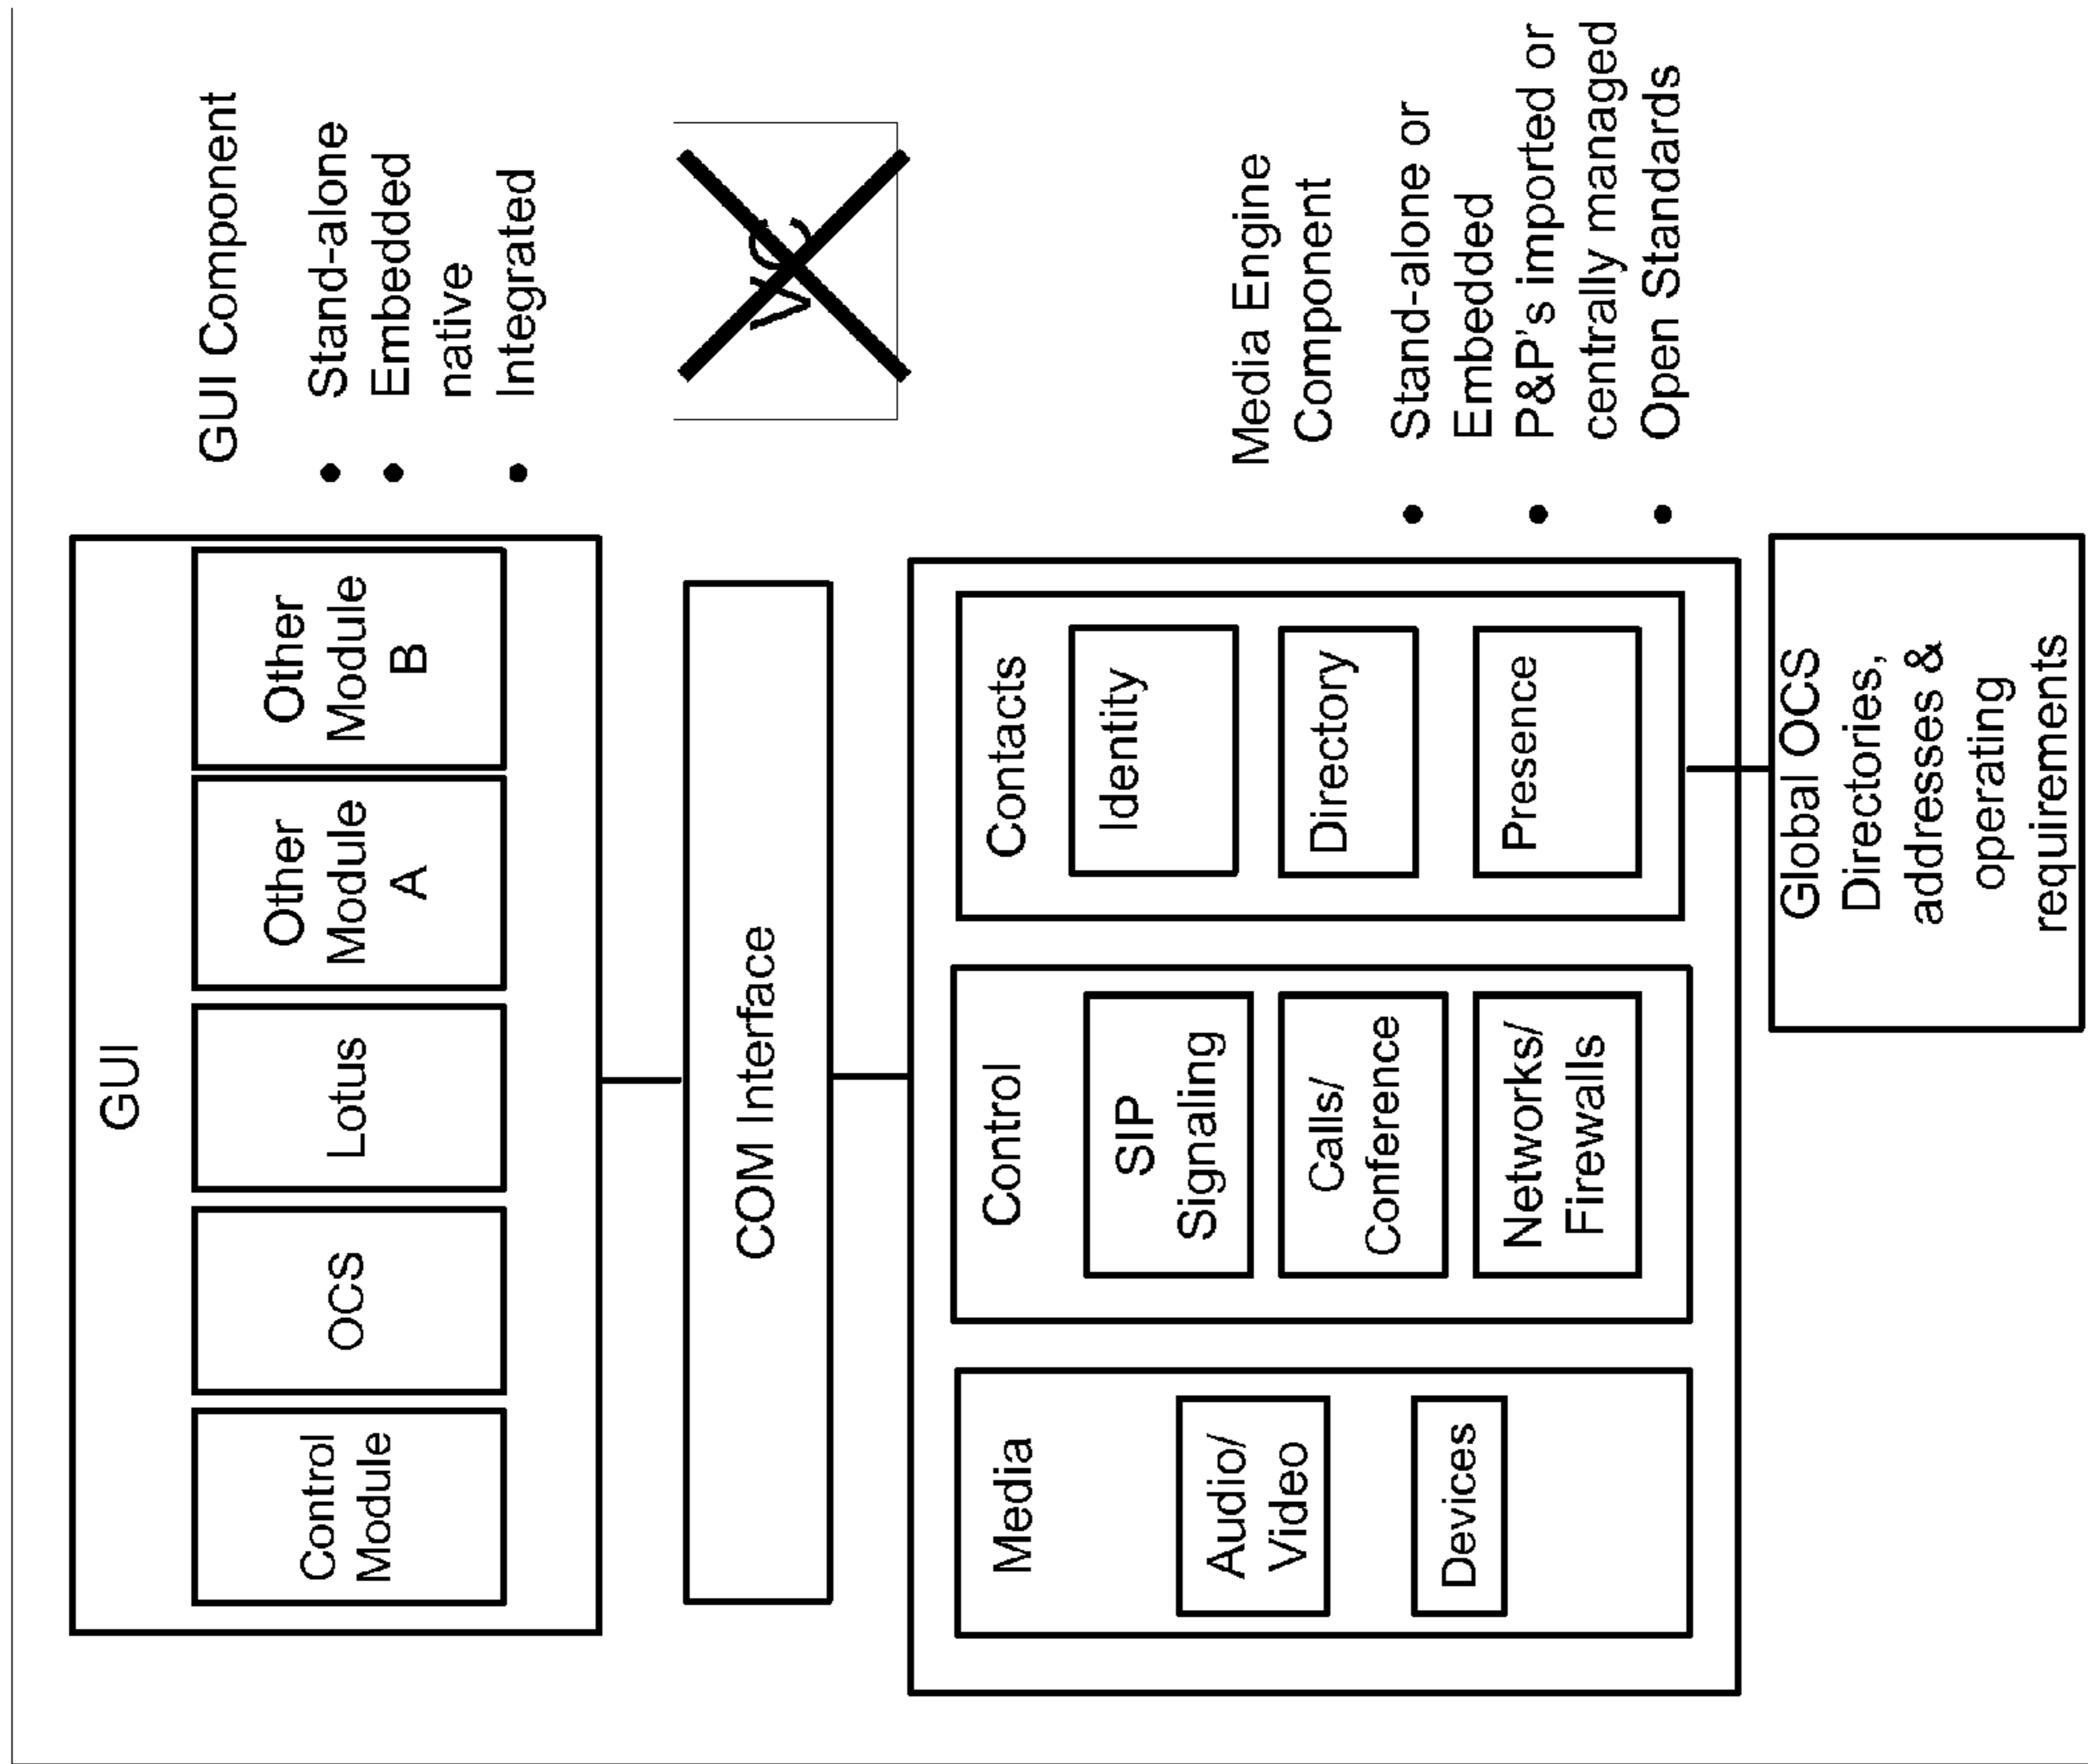 GUI
Control
Module
OCS
Lotus
Other
Module
A
Other
Module
B
GUI Component
• Stand-alone
• Embedded
native
• Integrated
COM Interface
Media
Audio/
Video
Devices
Control
SIP
Signaling
Calls/
Conference
Networks/
Firewalls
Contacts
Identity
Directory
Presence
Media Engine
Component
• Stand-alone or
Embedded
• P&P's imported or
centrally managed
• Open Standards
Global OCS
Directories,
addresses &
operating
requirements